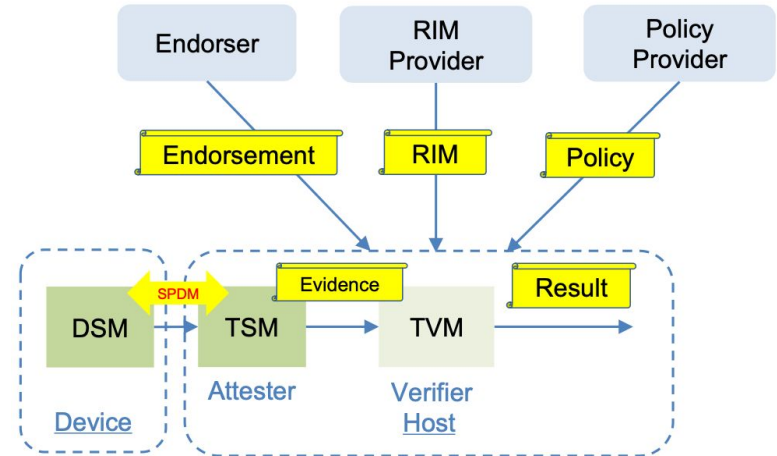 Endorser
RIM
Provider
Policy
Provider
Endorsement
RIM
Policy
SPDM
Evidence
Result
DSM
TSM
TVM
Attester
Verifier
Device
Host